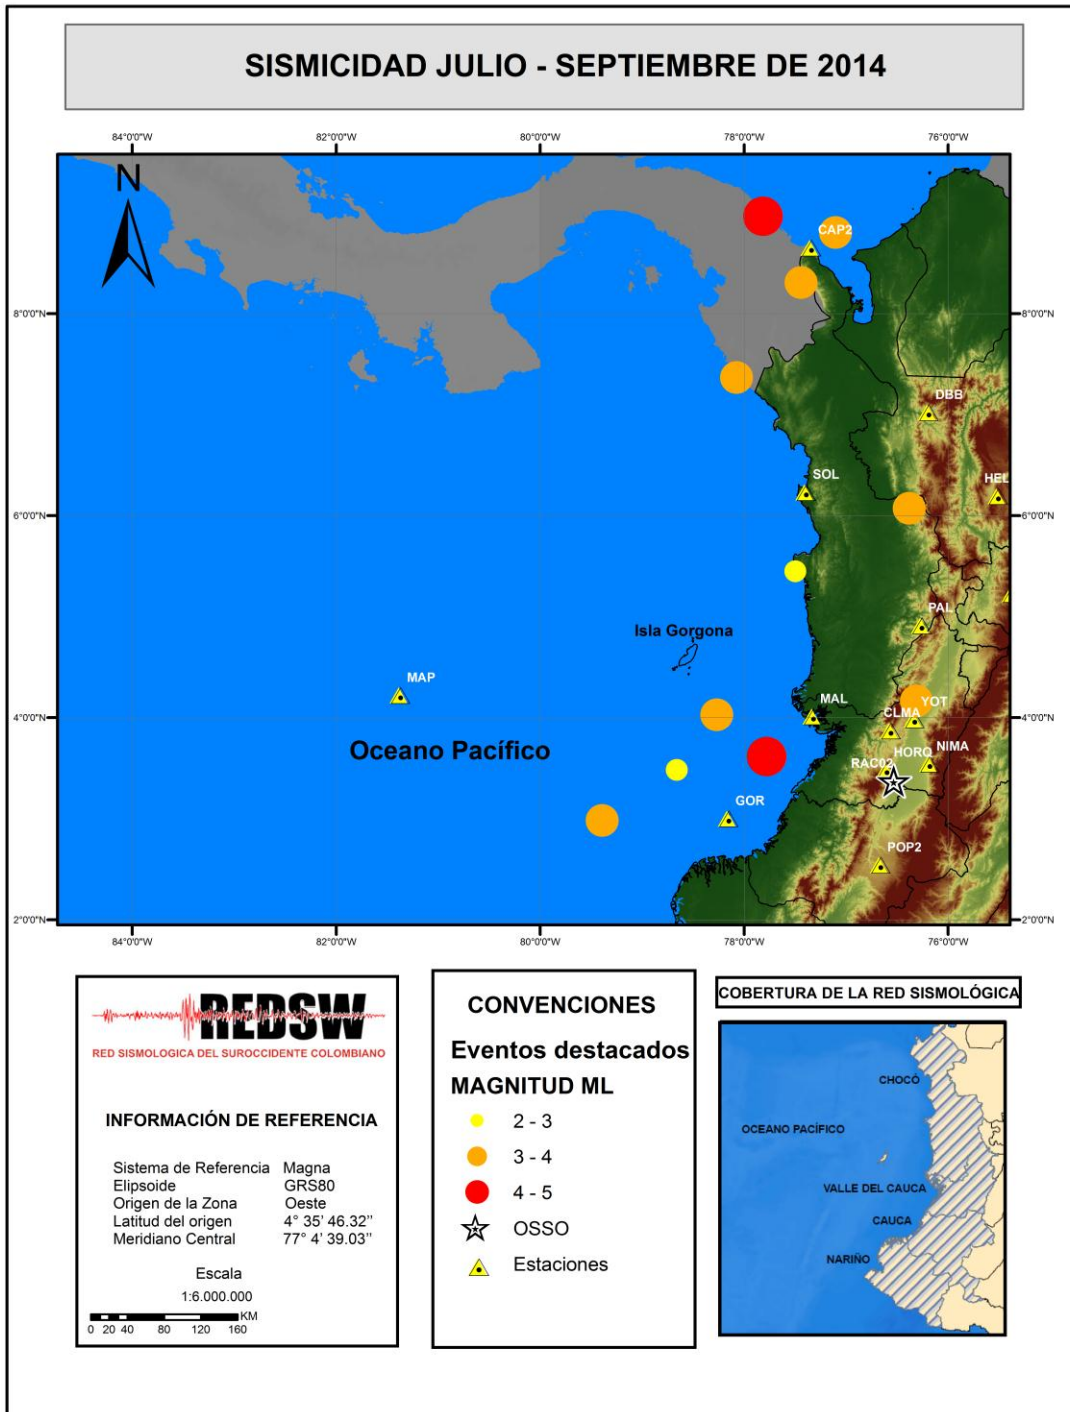 SISMICIDAD JULIO - SEPTIEMBRE DE 2014
84°0'0"W 82°0'0"W 80°0'0"W 78°0'0"W 76°0'0"W
N
CAP2
8°0'0"N 8°0'0"N
DBB
SOL
HEL
6°0'0"N 6°0'0"N
PAL
Isla Gorgona
MAP
MAL
YOT
4°0'0"N 4°0'0"N
CLMA
Oceano Pacífico
HORQ
NIMA
RAC02
GOR
POP2
2°0'0"N 2°0'0"N
84°0'0"W 82°0'0"W 80°0'0"W 78°0'0"W 76°0'0"W
REDSW
RED SISMOLOGICA DEL SUROCCIDENTE COLOMBIANO
INFORMACIÓN DE REFERENCIA
Sistema de Referencia Magna
Elipsoide GRS80
Origen de la Zona Oeste
Latitud del origen 4° 35' 46.32"
Meridiano Central 77° 4' 39.03"
Escala
1:6.000.000
KM
0 20 40 80 120 160
CONVENCIONES
Eventos destacados
MAGNITUD ML
2 - 3
3 - 4
4 - 5
OSSO
Estaciones
COBERTURA DE LA RED SISMOLÓGICA
CHOCÓ
OCEANO PACÍFICO
VALLE DEL CAUCA
CAUCA
NARIÑO